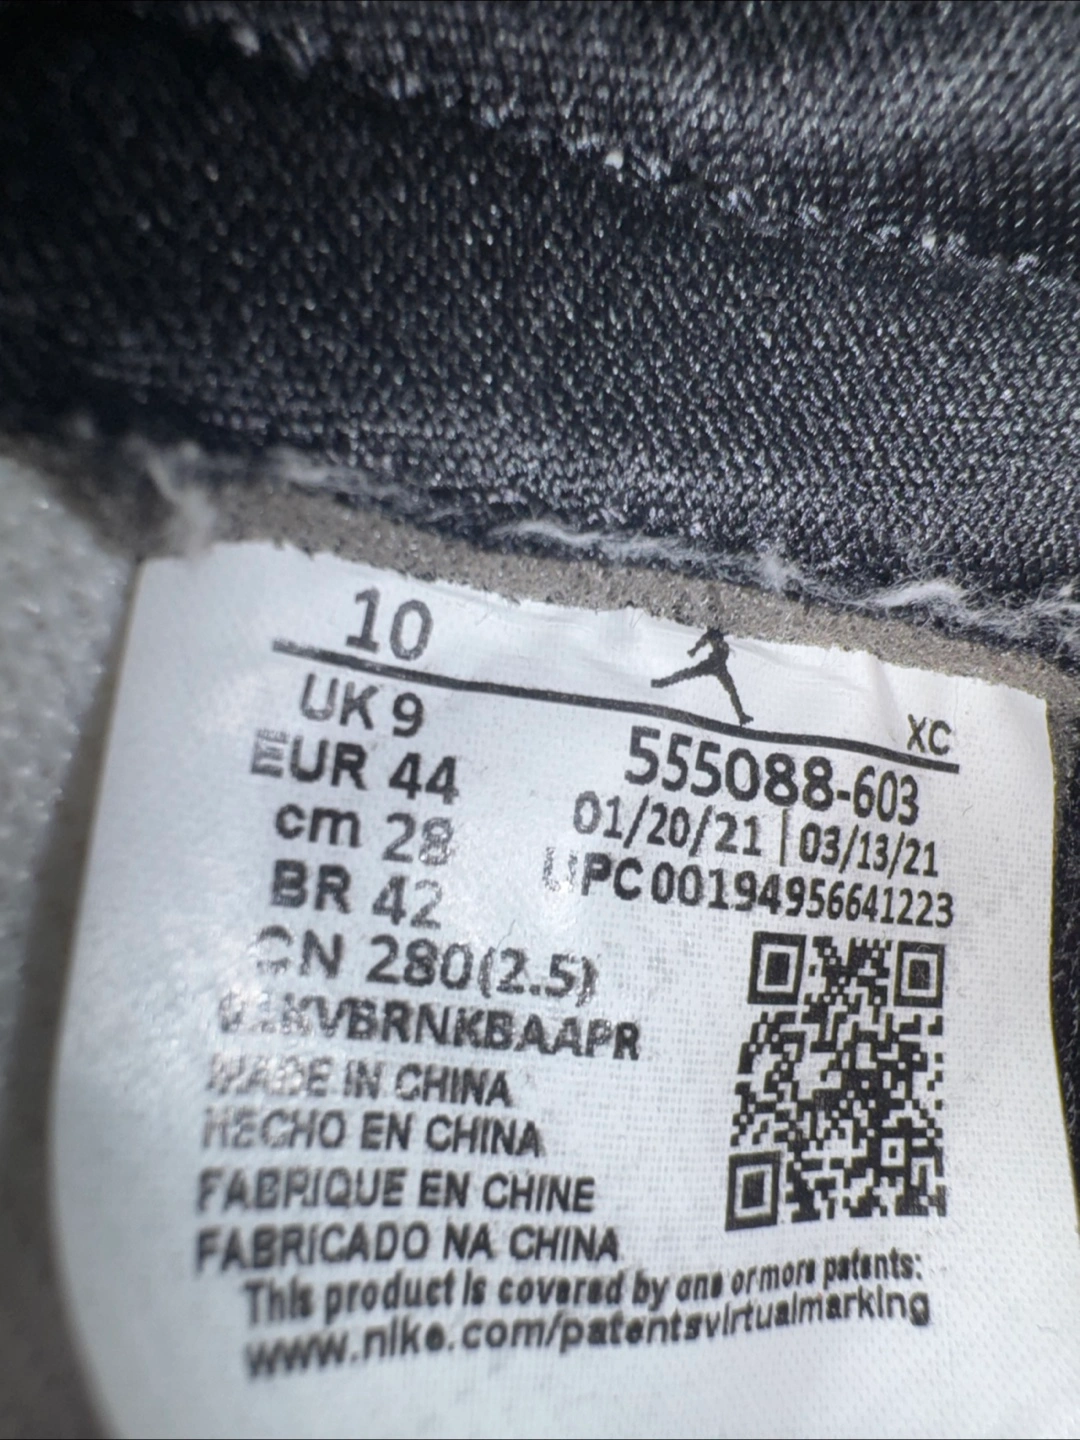 10
XC
UK 9
EUR 44
cm 28
BR 42
CN 280(2.5)
555088-603
01/20/21 | 03/13/21
UPC 00194956641223
MADE IN CHINA
HECHO EN CHINA
FABRIQUE EN CHINE
FABRICADO NA CHINA
This product is covered by one or more patents:
www.nike.com/patentsvirtualmarking